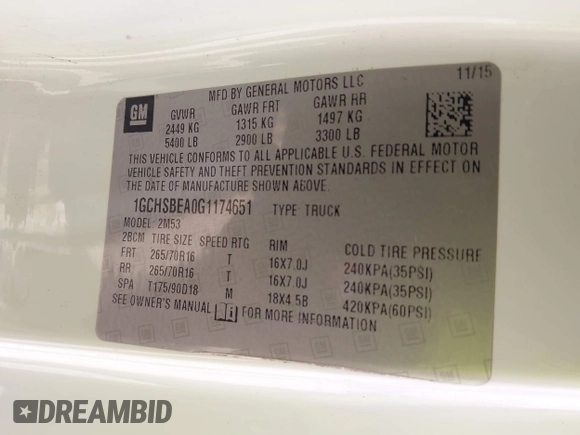 MFD BY GENERAL MOTORS LLC 11/15
GM
GVWR GAWR FRT GAWR RR
2449 KG 1315 KG 1497 KG
5400 LB 2900 LB 3300 LB
THIS VEHICLE CONFORMS TO ALL APPLICABLE U.S. FEDERAL MOTOR
VEHICLE SAFETY AND THEFT PREVENTION STANDARDS IN EFFECT ON
THE DATE OF MANUFACTURE SHOWN ABOVE.
1GCHSBEA0G1174651 TYPE: TRUCK
MODEL: 2M53
2BCM TIRE SIZE SPEED RTG RIM COLD TIRE PRESSURE
FRT 265/70R16 T 16X7.0J 240KPA(35PSI)
RR 265/70R16 T 16X7.0J 240KPA(35PSI)
SPA T175/90D18 M 18X4.5B 420KPA(60PSI)
SEE OWNER'S MANUAL FOR MORE INFORMATION
DREAMBID